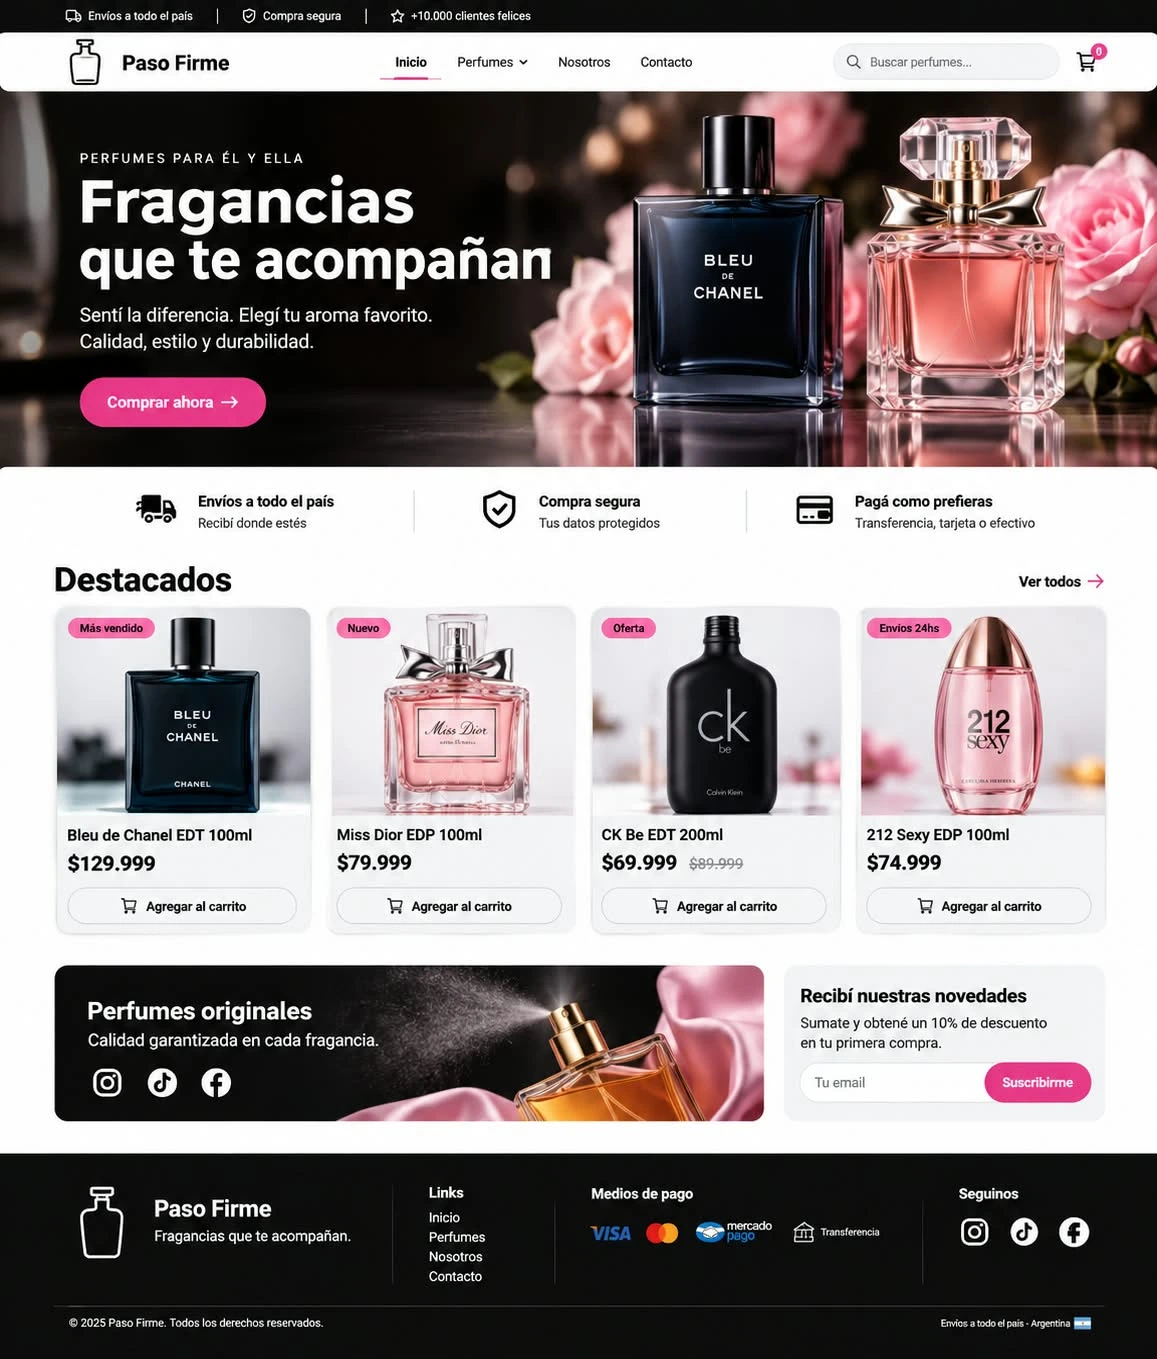 Envíos a todo el país
Compra segura
+10.000 clientes felices
Paso Firme
Inicio
Perfumes
Nosotros
Contacto
Buscar perfumes...
0
PERFUMES PARA ÉL Y ELLA
Fragancias
que te acompañan
Sentí la diferencia. Elegí tu aroma favorito.
Calidad, estilo y durabilidad.
Comprar ahora
BLEU
DE
CHANEL
Envíos a todo el país
Recibí donde estés
Compra segura
Tus datos protegidos
Pagá como prefieras
Transferencia, tarjeta o efectivo
Destacados
Ver todos
Más vendido
BLEU
DE
CHANEL
CHANEL
Bleu de Chanel EDT 100ml
$129.999
Agregar al carrito
Nuevo
Miss Dior
Miss Dior EDP 100ml
$79.999
Agregar al carrito
Oferta
ck
be
Calvin Klein
CK Be EDT 200ml
$69.999 $89.999
Agregar al carrito
Envíos 24hs
212
sexy
212 Sexy EDP 100ml
$74.999
Agregar al carrito
Perfumes originales
Calidad garantizada en cada fragancia.
Recibí nuestras novedades
Sumate y obtené un 10% de descuento
en tu primera compra.
Tu email
Suscribirme
Paso Firme
Fragancias que te acompañan.
Links
Inicio
Perfumes
Nosotros
Contacto
Medios de pago
VISA
mercado
pago
Transferencia
Seguinos
© 2025 Paso Firme. Todos los derechos reservados.
Envíos a todo el país - Argentina